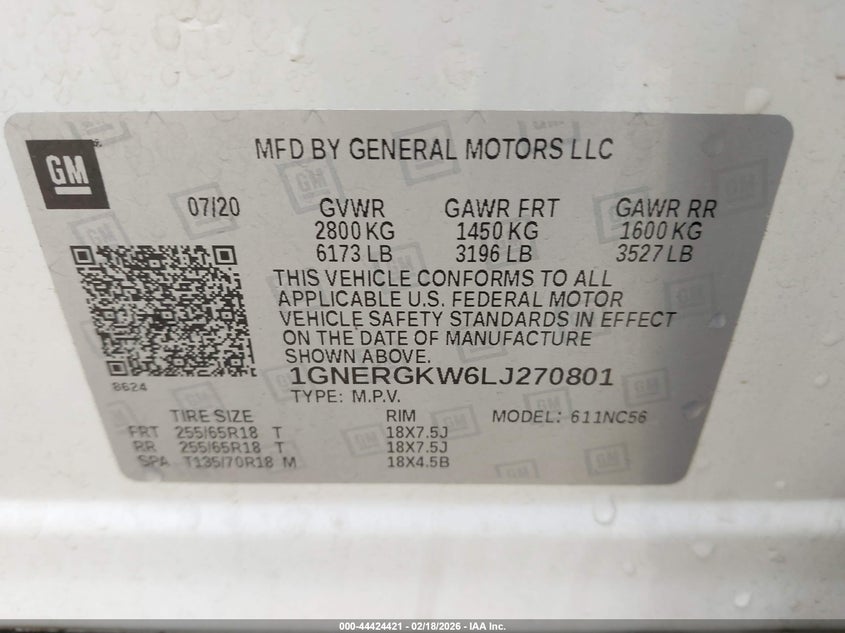 GM
MFD BY GENERAL MOTORS LLC
07/20 GVWR GAWR FRT GAWR RR
2800 KG 1450 KG 1600 KG
6173 LB 3196 LB 3527 LB
THIS VEHICLE CONFORMS TO ALL
APPLICABLE U.S. FEDERAL MOTOR
VEHICLE SAFETY STANDARDS IN EFFECT
ON THE DATE OF MANUFACTURE
SHOWN ABOVE.
8624
1GNERGKW6LJ270801
TYPE: M.P.V.
TIRE SIZE RIM MODEL: 611NC56
FRT 255/65R18 T 18X7.5J
RR 255/65R18 T 18X7.5J
SPA T135/70R18 M 18X4.5B
000-44424421 - 02/18/2026 - IAA Inc.